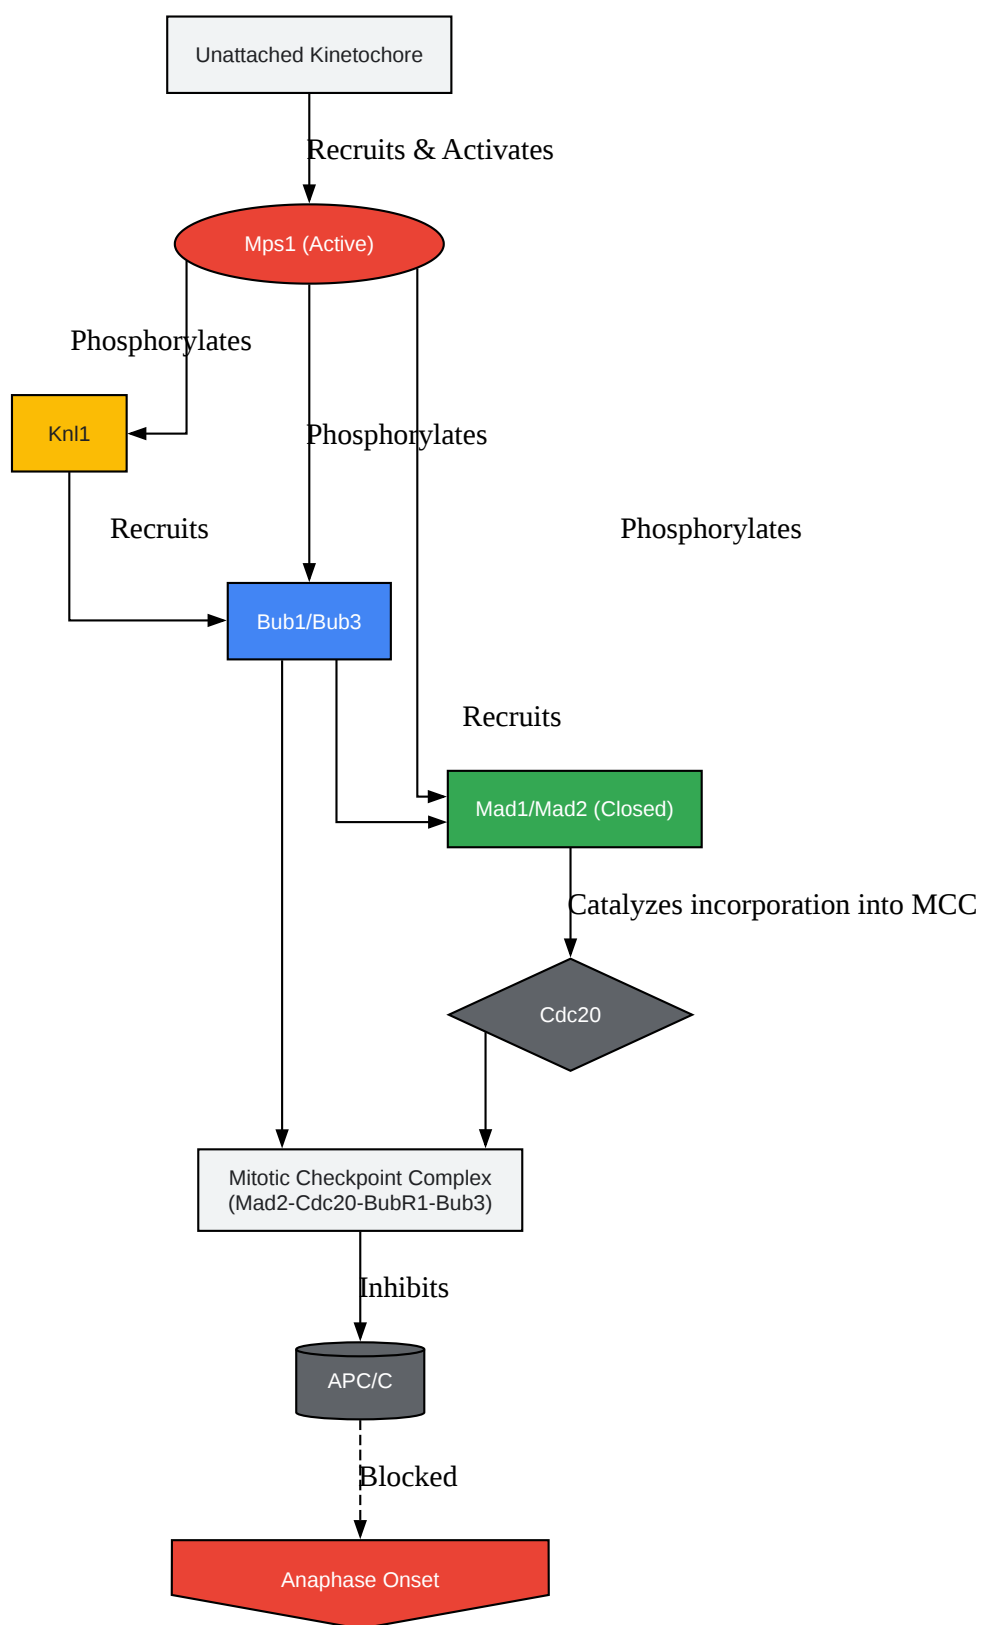 Unattached Kinetochore
Recruits & Activates
Mps1 (Active)
Phosphorylates
Knl1
Phosphorylates
Recruits
Phosphorylates
Bub1/Bub3
Recruits
Mad1/Mad2 (Closed)
Catalyzes incorporation into MCC
Cdc20
Mitotic Checkpoint Complex
(Mad2-Cdc20-BubR1-Bub3)
Inhibits
APC/C
Blocked
Anaphase Onset